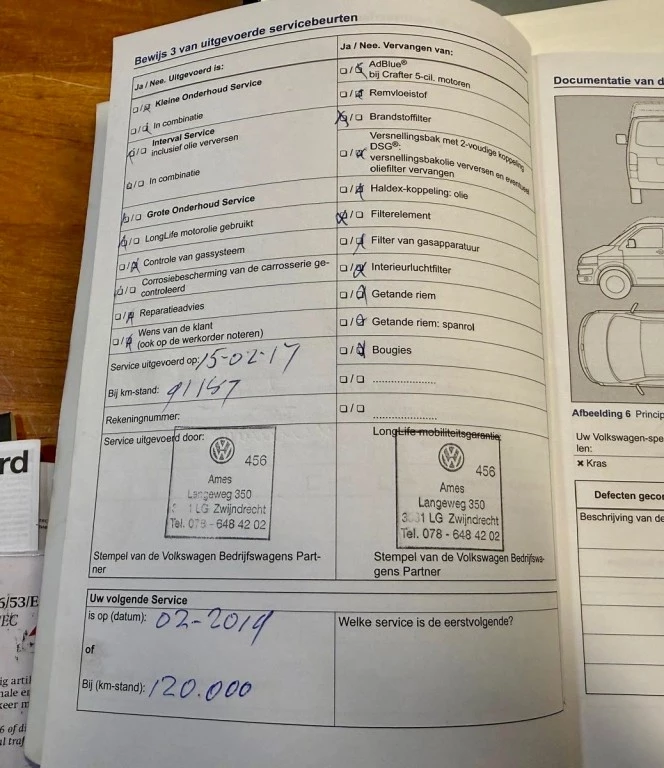 Bewijs 3 van uitgevoerde servicebeurten
Ja / Nee. Uitgevoerd is:
Kleine Onderhoud Service
In combinatie
Interval Service
inclusief olie verversen
In combinatie
Grote Onderhoud Service
LongLife motorolie gebruikt
Controle van gassysteem
Corrosiebescherming van de carrosserie ge-
controleerd
Reparatieadvies
Wens van de klant
(ook op de werkorder noteren)
Service uitgevoerd op: 15-02-17
Bij km-stand: 91157
Rekeningnummer:
Service uitgevoerd door:
456
Ames
Langeweg 350
LG Zwijndrecht
Tel. 078 - 648 42 02
Stempel van de Volkswagen Bedrijfswagens Part-
ner
Ja / Nee. Vervangen van:
AdBlue®
bij Crafter 5-cil. motoren
Remvloeistof
Brandstoffilter
Versnellingsbak met 2-voudige koppeling
DSG®:
versnellingsbakolie verversen en eventueel
oliefilter vervangen
Haldex-koppeling: olie
Filterelement
Filter van gasapparatuur
Interieurluchtfilter
Getande riem
Getande riem: spanrol
Bougies
LongLife-mobiliteitsgarantie:
456
Ames
Langeweg 350
3331 LG Zwijndrecht
Tel. 078 - 648 42 02
Stempel van de Volkswagen Bedrijfswa-
gens Partner
Uw volgende Service
is op (datum): 02-2019
of
Bij (km-stand): 120.000
Welke service is de eerstvolgende?
Documentatie van d
Afbeelding 6 Princip
Uw Volkswagen-spe
len:
× Kras
Defecten gecon
Beschrijving van de
rd